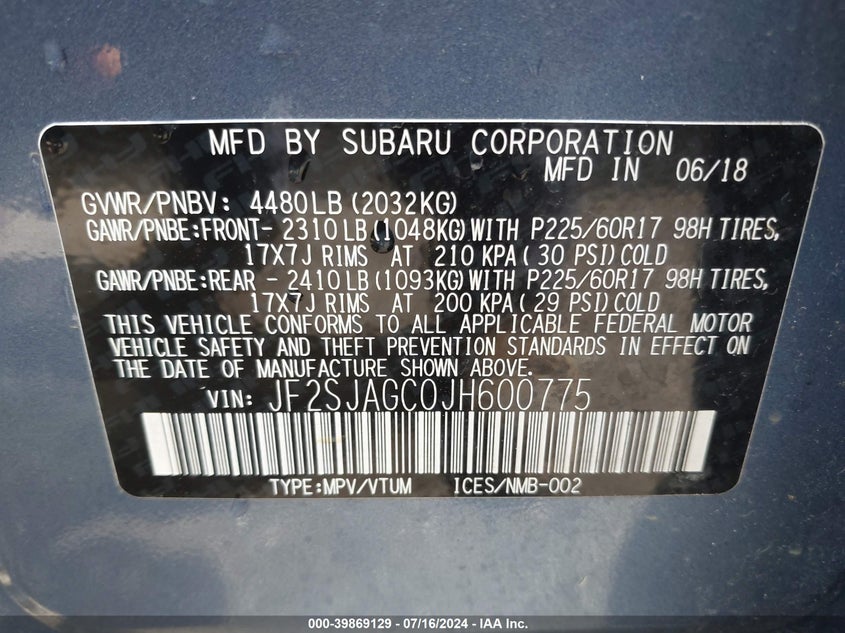 MFD BY SUBARU CORPORATION
MFD IN 06/18
GVWR/PNBV: 4480LB (2032KG)
GAWR/PNBE:FRONT- 2310 LB (1048KG) WITH P225/60R17 98H TIRES,
17X7J RIMS AT 210 KPA ( 30 PSI) COLD
GAWR/PNBE:REAR - 2410 LB (1093KG) WITH P225/60R17 98H TIRES,
17X7J RIMS AT 200 KPA ( 29 PSI) COLD
THIS VEHICLE CONFORMS TO ALL APPLICABLE FEDERAL MOTOR
VEHICLE SAFETY AND THEFT PREVENTION STANDARDS IN EFFECT ON
THE DATE OF MANUFACTURE SHOWN ABOVE.
VIN: JF2SJAGC0JH600775
TYPE:MPV/VTUM ICES/NMB-002
000-39869129 - 07/16/2024 - IAA Inc.